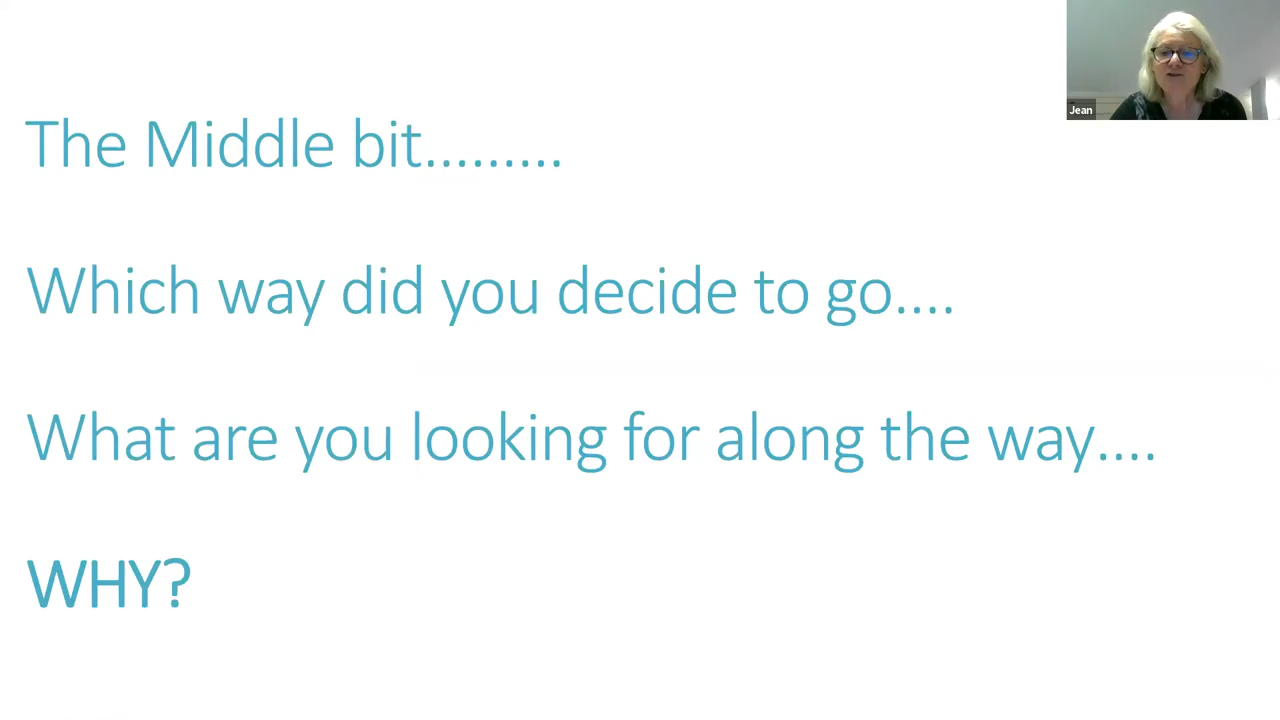 Jean
The Middle bit.........
Which way did you decide to go....
What are you looking for along the way....
WHY?